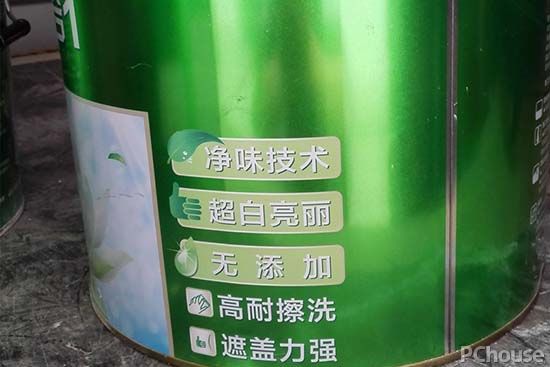 净味技术
超白亮丽
无添加
高耐擦洗
遮盖力强
PChouse